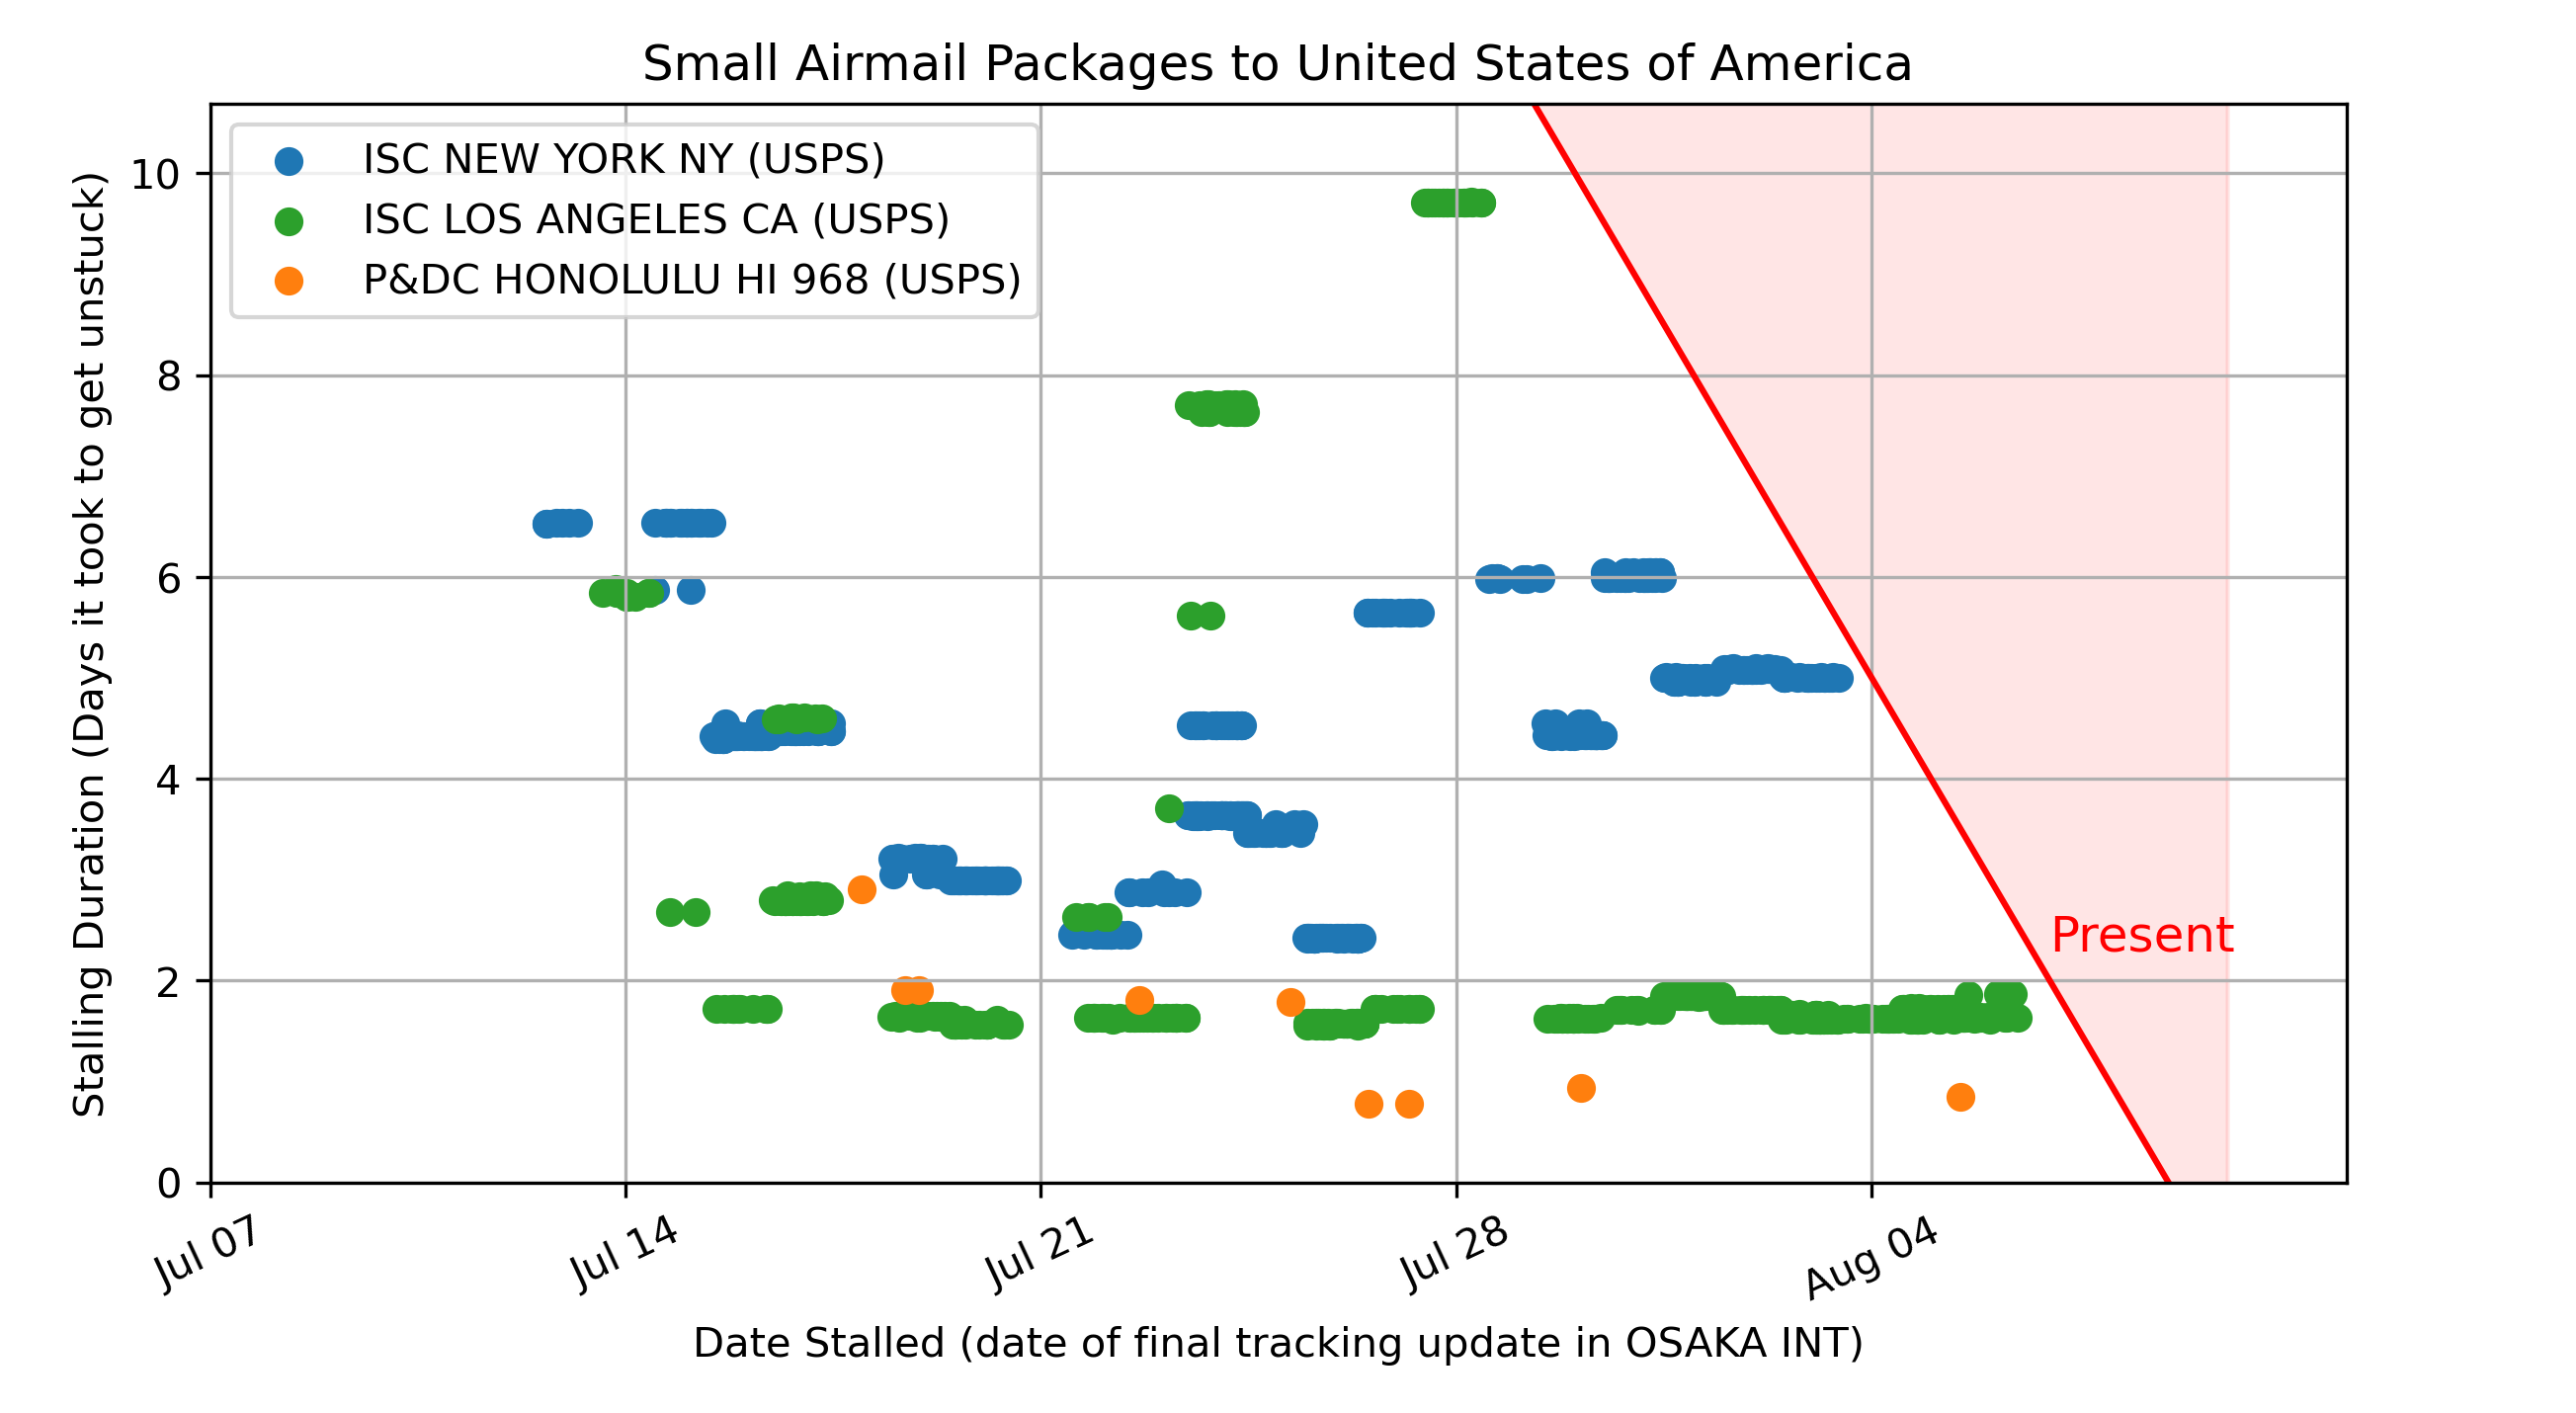 Small Airmail Packages to United States of America
ISC NEW YORK NY (USPS)
ISC LOS ANGELES CA (USPS)
P&DC HONOLULU HI 968 (USPS)
Stalling Duration (Days it took to get unstuck)
10
8
6
4
2
0
Present
Jul 07
Jul 14
Jul 21
Jul 28
Aug 04
Date Stalled (date of final tracking update in OSAKA INT)